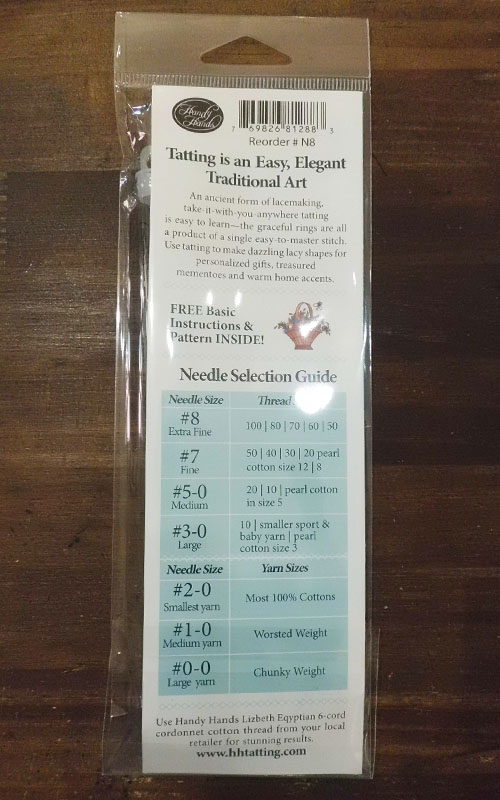 Handy
Hands
7 69826 81288 3
Reorder # N8
Tatting is an Easy, Elegant
Traditional Art
An ancient form of lacemaking,
take-it-with-you-anywhere tatting
is easy to learn—the graceful rings are all
a product of a single easy-to-master stitch.
Use tatting to make dazzling lacy shapes for
personalized gifts, treasured
mementoes and warm home accents.
FREE Basic
Instructions &
Pattern INSIDE!
Needle Selection Guide
Needle Size Thread
#8
Extra Fine
100 | 80 | 70 | 60 | 50
#7
Fine
50 | 40 | 30 | 20 pearl
cotton size 12 | 8
#5-0
Medium
20 | 10 | pearl cotton
in size 5
#3-0
Large
10 | smaller sport &
baby yarn | pearl
cotton size 3
Needle Size Yarn Sizes
#2-0
Smallest yarn
Most 100% Cottons
#1-0
Medium yarn
Worsted Weight
#0-0
Large yarn
Chunky Weight
Use Handy Hands Lizbeth Egyptian 6-cord
cordonnet cotton thread from your local
retailer for stunning results.
www.hhtatting.com